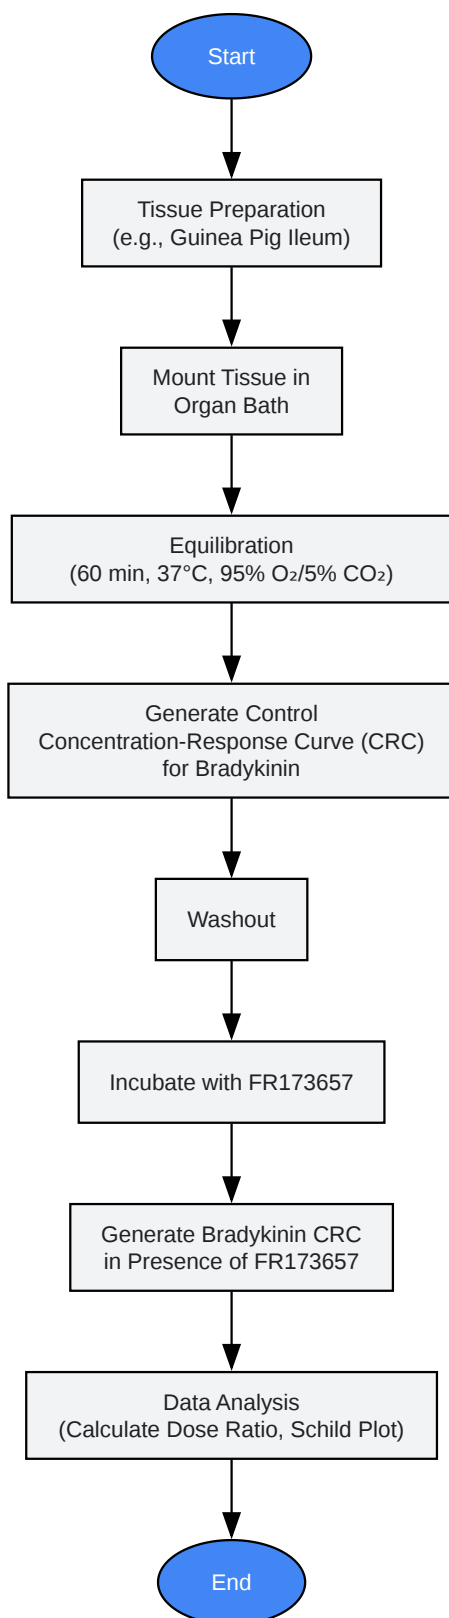 Start
Tissue Preparation
(e.g., Guinea Pig Ileum)
Mount Tissue in
Organ Bath
Equilibration
(60 min, 37°C, 95% O₂/5% CO₂)
Generate Control
Concentration-Response Curve (CRC)
for Bradykinin
Washout
Incubate with FR173657
Generate Bradykinin CRC
in Presence of FR173657
Data Analysis
(Calculate Dose Ratio, Schild Plot)
End